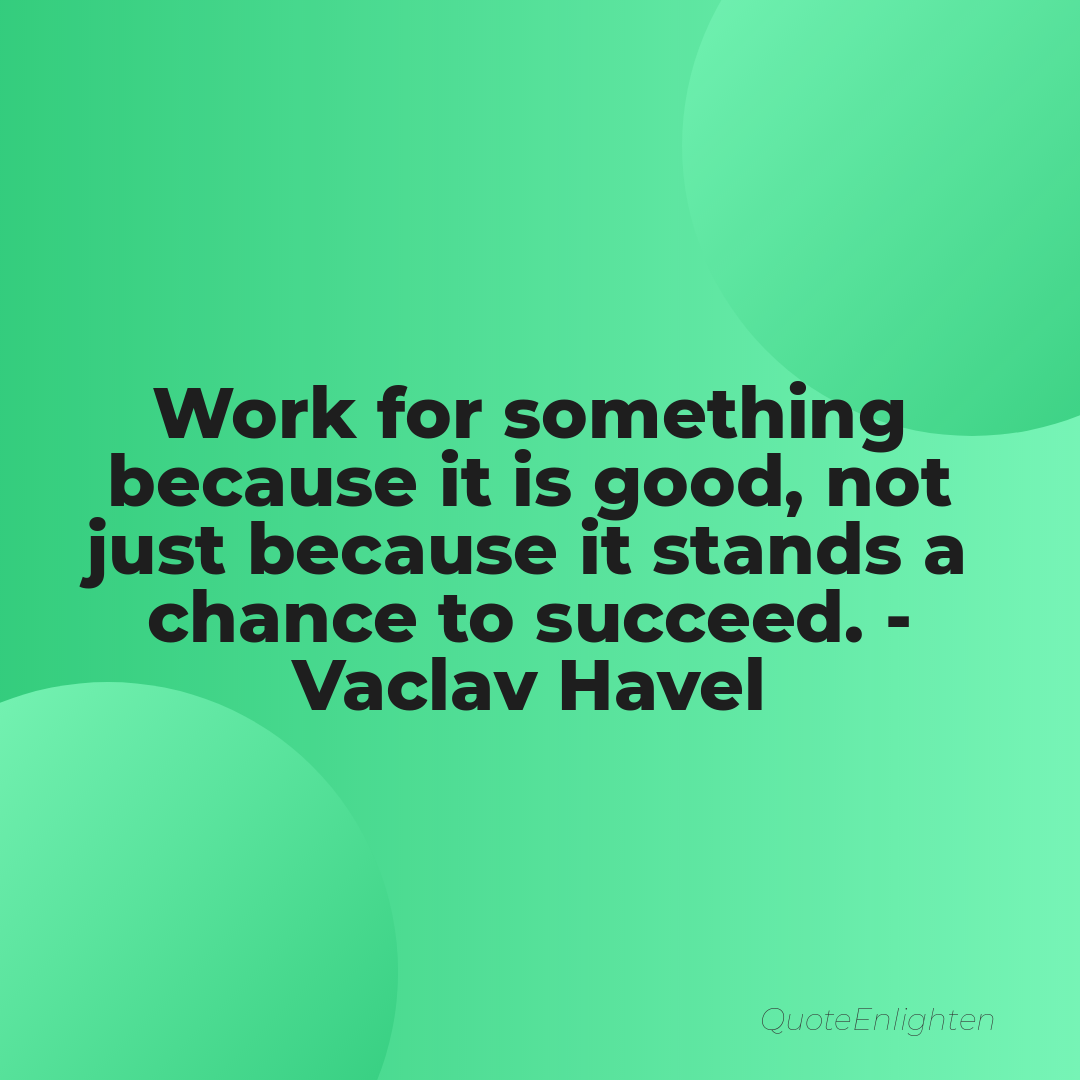 Work for something
because it is good, not
just because it stands a
chance to succeed. -
Vaclav Havel
QuoteEnlighten